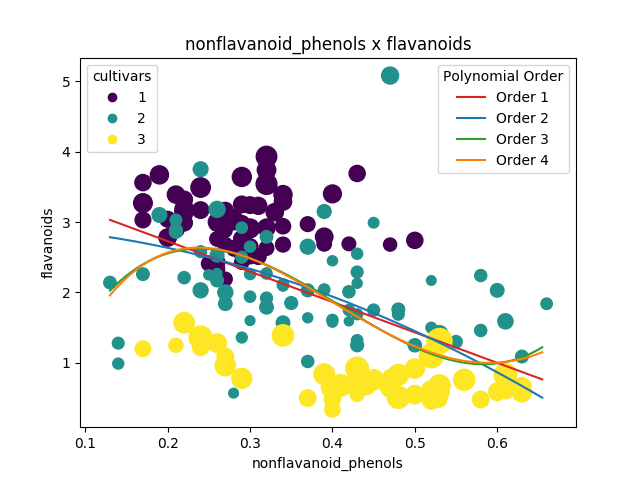 nonflavanoid_phenols x flavanoids
cultivars
1
2
3
Polynomial Order
Order 1
Order 2
Order 3
Order 4
flavanoids
5
4
3
2
1
0.1 0.2 0.3 0.4 0.5 0.6
nonflavanoid_phenols